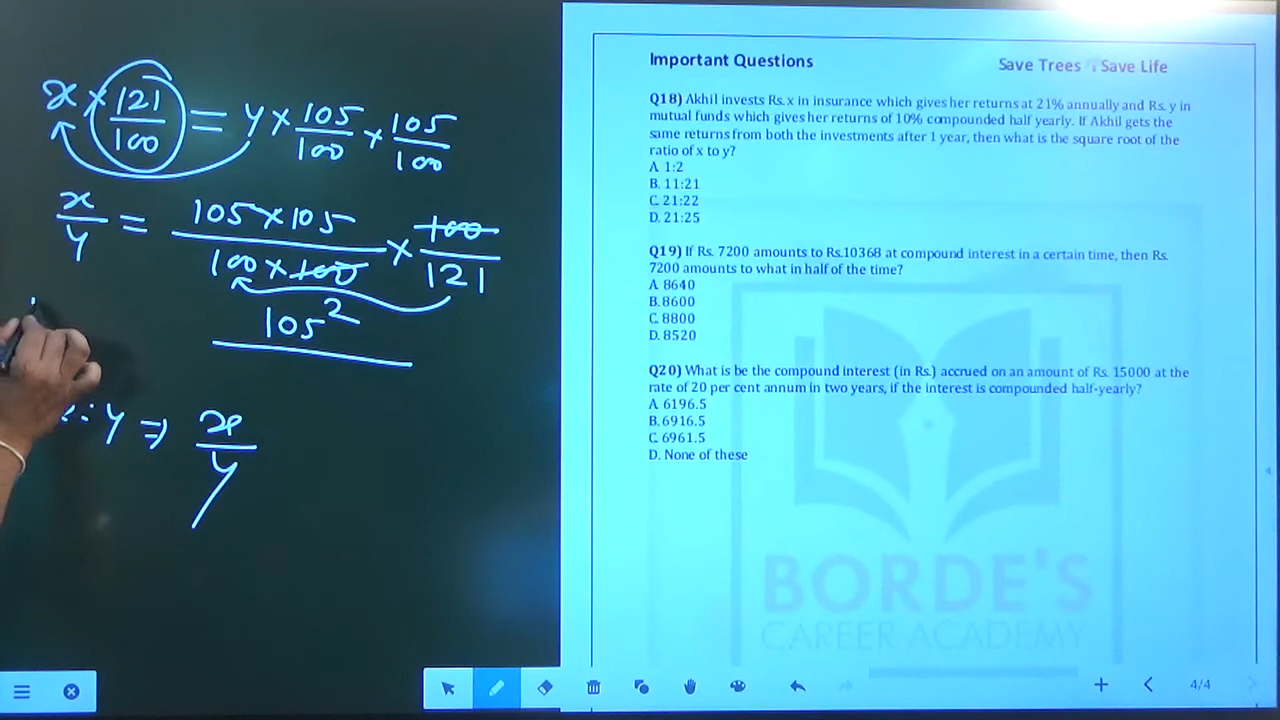 x × 121/100 = y × 105/100 × 105/100
x/y = 105×105/100×100 × 100/121
105²
: y ⇒ x/y
Important Questions
Save Trees Save Life
Q18) Akhil invests Rs. x in insurance which gives her returns at 21% annually and Rs. y in
mutual funds which gives her returns of 10% compounded half yearly. If Akhil gets the
same returns from both the investments after 1 year, then what is the square root of the
ratio of x to y?
A 1:2
B. 11:21
C. 21:22
D. 21:25
Q19) If Rs. 7200 amounts to Rs.10368 at compound interest in a certain time, then Rs.
7200 amounts to what in half of the time?
A 8640
B. 8600
C. 8800
D. 8520
Q20) What is be the compound interest (in Rs.) accrued on an amount of Rs. 15000 at the
rate of 20 per cent annum in two years, if the interest is compounded half-yearly?
A 6196.5
B. 6916.5
C. 6961.5
D. None of these
BORDE'S
CAREER ACADEMY
4/4